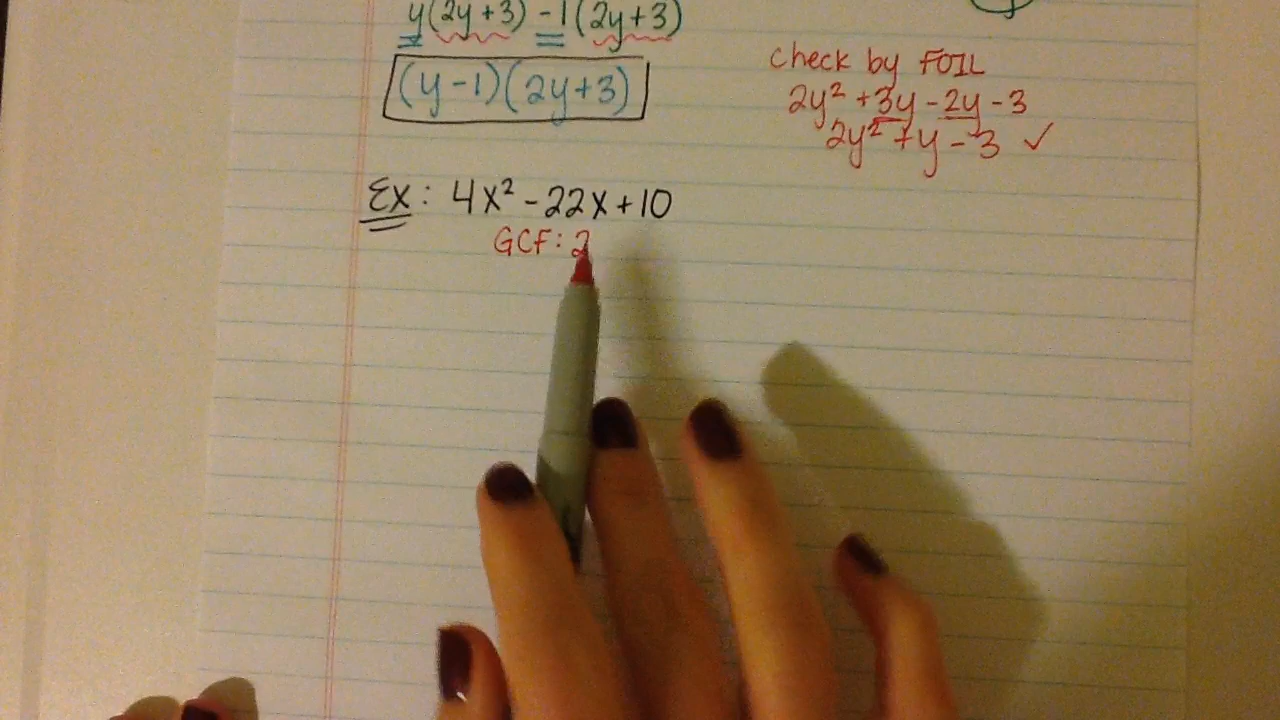 y(2y+3) -1(2y+3)
(y-1)(2y+3)
Check by FOIL
2y² +3y -2y -3
2y² +y -3 ✓
Ex: 4x² -22x +10
GCF: 2